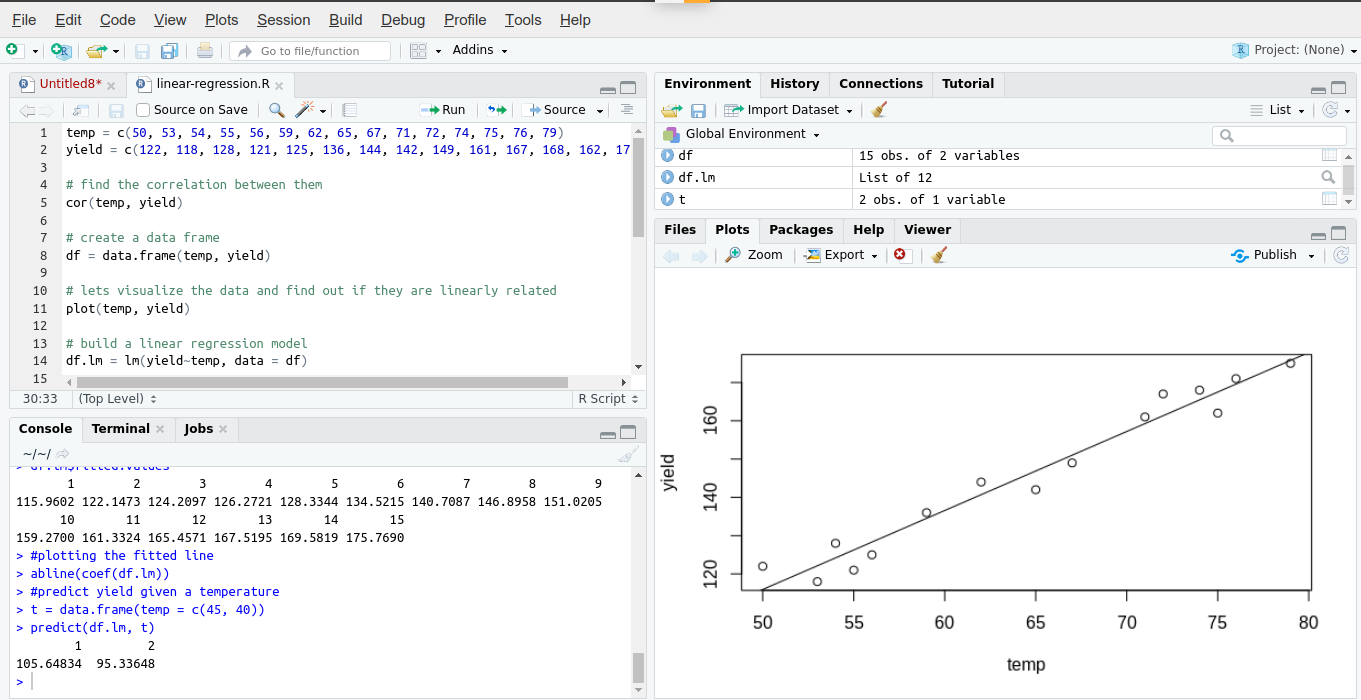 File Edit Code View Plots Session Build Debug Profile Tools Help
Go to file/function Addins Project: (None)
Untitled8* linear-regression.R
Source on Save Run Source
1 temp = c(50, 53, 54, 55, 56, 59, 62, 65, 67, 71, 72, 74, 75, 76, 79)
2 yield = c(122, 118, 128, 121, 125, 136, 144, 142, 149, 161, 167, 168, 162, 17
3
4 # find the correlation between them
5 cor(temp, yield)
6
7 # create a data frame
8 df = data.frame(temp, yield)
9
10 # lets visualize the data and find out if they are linearly related
11 plot(temp, yield)
12
13 # build a linear regression model
14 df.lm = lm(yield~temp, data = df)
15
30:33 (Top Level) R Script
Console Terminal Jobs
~/~/
> df.lm$fitted.values
1 2 3 4 5 6 7 8 9
115.9602 122.1473 124.2097 126.2721 128.3344 134.5215 140.7087 146.8958 151.0205
10 11 12 13 14 15
159.2700 161.3324 165.4571 167.5195 169.5819 175.7690
> #plotting the fitted line
> abline(coef(df.lm))
> #predict yield given a temperature
> t = data.frame(temp = c(45, 40))
> predict(df.lm, t)
1 2
105.64834 95.33648
>
Environment History Connections Tutorial
Import Dataset List
Global Environment
df 15 obs. of 2 variables
df.lm List of 12
t 2 obs. of 1 variable
Files Plots Packages Help Viewer
Zoom Export Publish
yield
160
140
120
50 55 60 65 70 75 80
temp